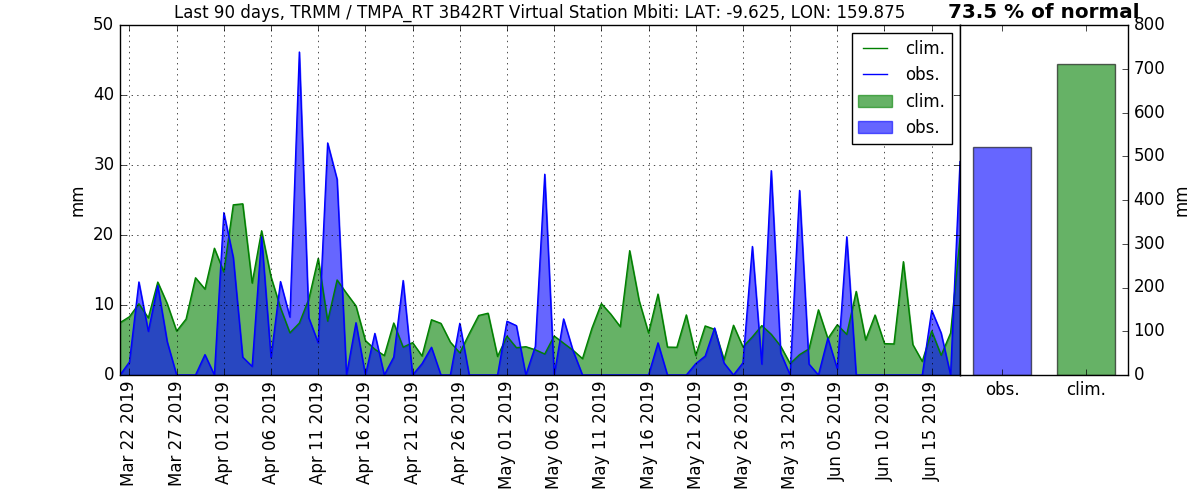 Last 90 days, TRMM / TMPA_RT 3B42RT Virtual Station Mbiti: LAT: -9.625, LON: 159.875
73.5 % of normal
50
40
30
20
10
0
mm
clim.
obs.
clim.
obs.
800
700
600
500
400
300
200
100
0
mm
obs.
clim.
Mar 22 2019
Mar 27 2019
Apr 01 2019
Apr 06 2019
Apr 11 2019
Apr 16 2019
Apr 21 2019
Apr 26 2019
May 01 2019
May 06 2019
May 11 2019
May 16 2019
May 21 2019
May 26 2019
May 31 2019
Jun 05 2019
Jun 10 2019
Jun 15 2019